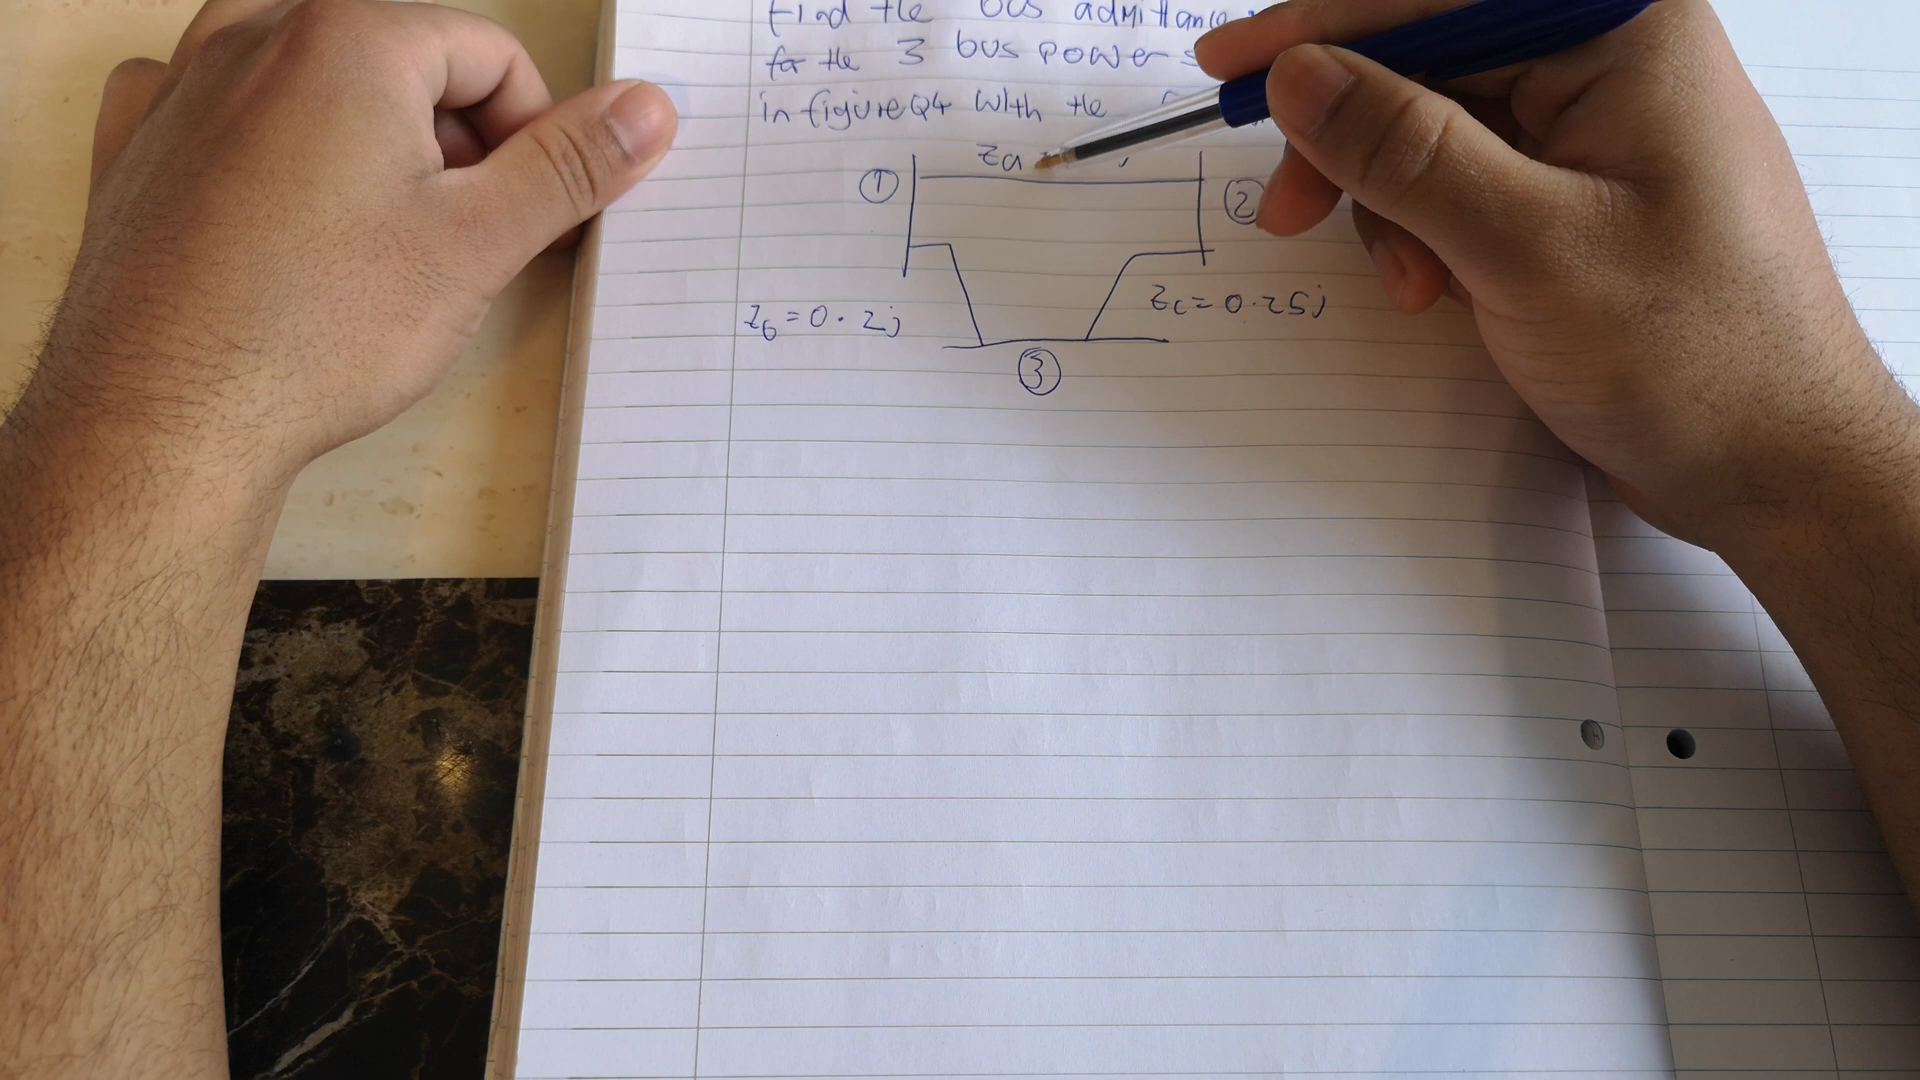 find the bus admittance
for the 3 bus power
in figure Q4 with the
Za
①
②
Zb = 0.2j
Zc = 0.25j
③